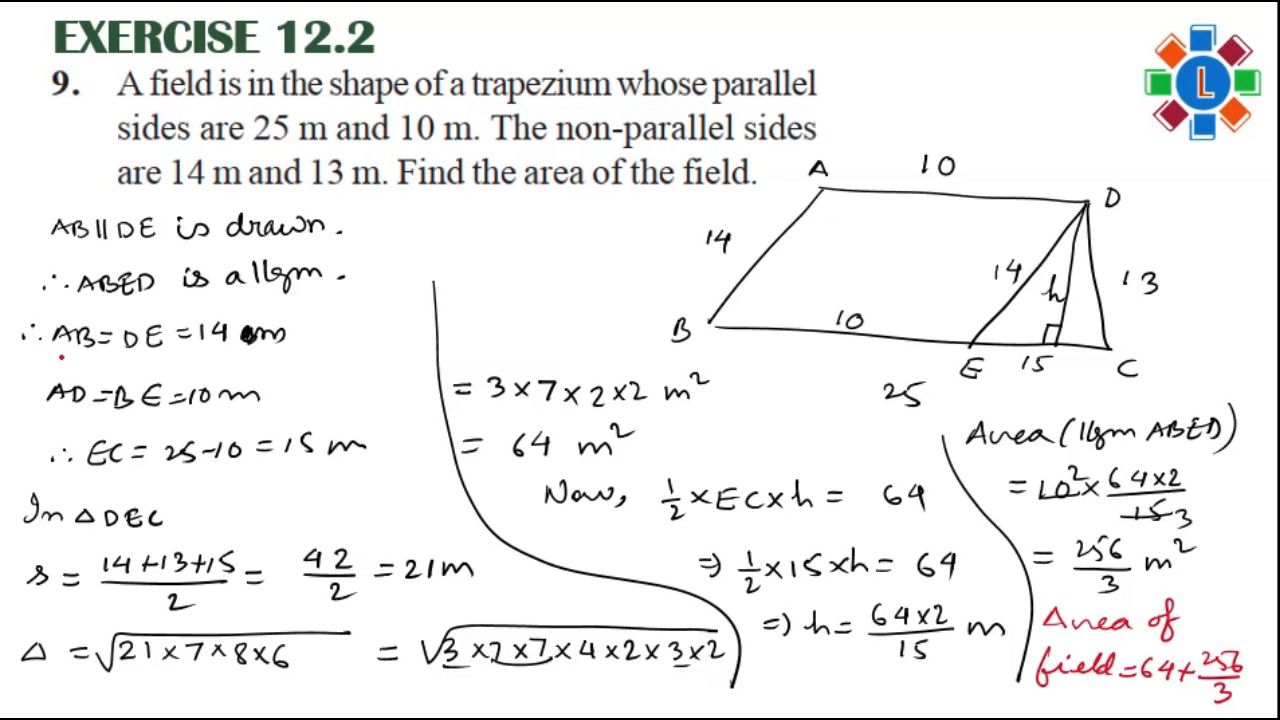 EXERCISE 12.2
9. A field is in the shape of a trapezium whose parallel
sides are 25 m and 10 m. The non-parallel sides
are 14 m and 13 m. Find the area of the field.
L
A 10 D
14
14 h 13
B 10 E 15 C
25
AB || DE is drawn.
∴ ABED is a ||gm.
∴ AB = DE = 14 m
AD = BE = 10 m
∴ EC = 25-10 = 15 m
In △ DEC
s = (14+13+15)/2 = 42/2 = 21 m
Δ = √(21×7×8×6) = √(3×7×7×4×2×3×2)
= 3×7×2×2 m²
= 64 m²
Now, 1/2 × EC × h = 64
⇒ 1/2 × 15 × h = 64
⇒ h = (64×2)/15 m
Area (||gm ABED)
= 10 2 × (64×2)/15 3
= 256/3 m²
Area of
field = 64 + 256/3